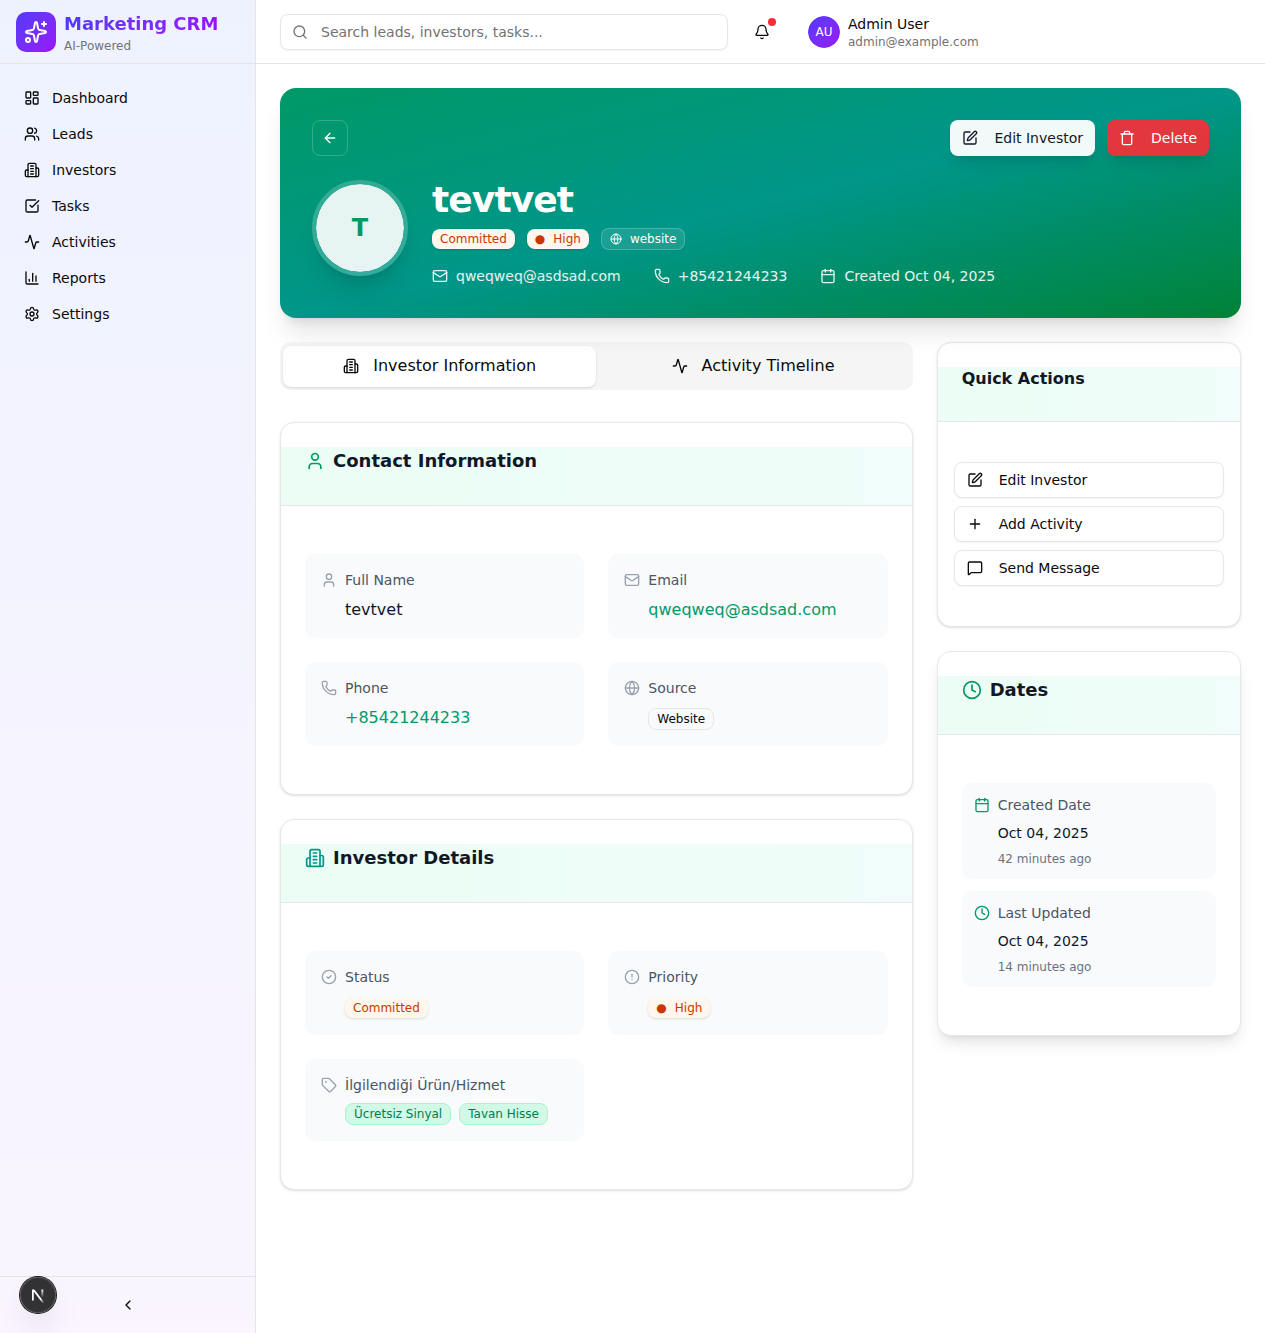 Marketing CRM
AI-Powered
Dashboard
Leads
Investors
Tasks
Activities
Reports
Settings
Search leads, investors, tasks...
AU
Admin User
admin@example.com
Edit Investor
Delete
T
tevtvet
Committed
High
website
qweqweq@asdsad.com
+85421244233
Created Oct 04, 2025
Investor Information
Activity Timeline
Contact Information
Full Name
tevtvet
Email
qweqweq@asdsad.com
Phone
+85421244233
Source
Website
Investor Details
Status
Committed
Priority
High
İlgilendiği Ürün/Hizmet
Ücretsiz Sinyal
Tavan Hisse
Quick Actions
Edit Investor
Add Activity
Send Message
Dates
Created Date
Oct 04, 2025
42 minutes ago
Last Updated
Oct 04, 2025
14 minutes ago
N